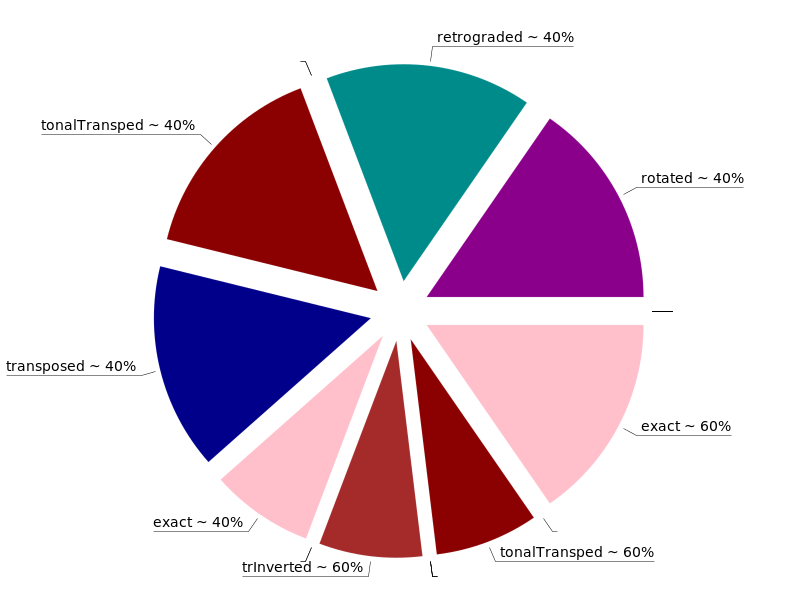 retrograded ~ 40%
tonalTransped ~ 40%
rotated ~ 40%
transposed ~ 40%
exact ~ 60%
exact ~ 40%
tonalTransped ~ 60%
trInverted ~ 60%